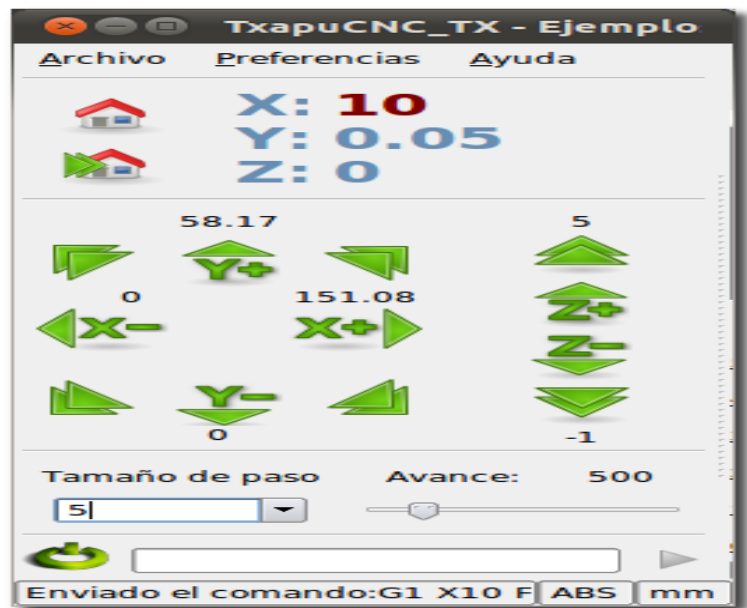 TxapuCNC_TX - Ejemplo
Archivo Preferencias Ayuda
X: 10
Y: 0.05
Z: 0
58.17 5
Y+
0 151.08
X- X+
Z+
Z-
Y-
0 -1
Tamaño de paso Avance: 500
5
Enviado el comando:G1 X10 F ABS mm